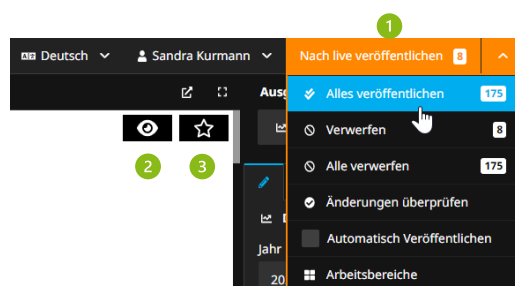 1
Deutsch Sandra Kurmann Nach live veröffentlichen 8
Alles veröffentlichen 175
Verwerfen 8
2 3
Alle verwerfen 175
Änderungen überprüfen
Automatisch Veröffentlichen
Jahr
20
Arbeitsbereiche